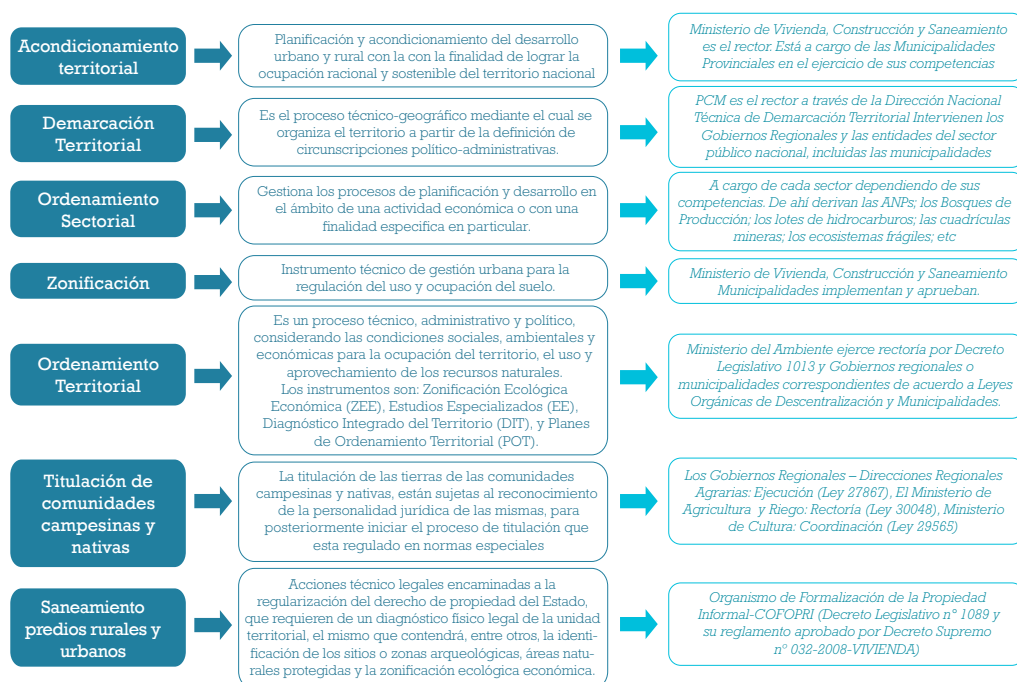 Acondicionamiento
territorial
Planificación y acondicionamiento del desarrollo
urbano y rural con la con la finalidad de lograr la
ocupación racional y sostenible del territorio nacional
Ministerio de Vivienda, Construcción y Saneamiento
es el rector. Está a cargo de las Municipalidades
Provinciales en el ejercicio de sus competencias
Demarcación
Territorial
Es el proceso técnico-geográfico mediante el cual se
organiza el territorio a partir de la definición de
circunscripciones político-administrativas.
PCM es el rector a través de la Dirección Nacional
Técnica de Demarcación Territorial Intervienen los
Gobiernos Regionales y las entidades del sector
público nacional, incluidas las municipalidades
Ordenamiento
Sectorial
Gestiona los procesos de planificación y desarrollo en
el ámbito de una actividad económica o con una
finalidad especifica en particular.
A cargo de cada sector dependiendo de sus
competencias. De ahí derivan las ANPs; los Bosques de
Producción; los lotes de hidrocarburos; las cuadrículas
mineras; los ecosistemas frágiles; etc
Zonificación
Instrumento técnico de gestión urbana para la
regulación del uso y ocupación del suelo.
Ministerio de Vivienda, Construcción y Saneamiento
Municipalidades implementan y aprueban.
Ordenamiento
Territorial
Es un proceso técnico, administrativo y político,
considerando las condiciones sociales, ambientales y
económicas para la ocupación del territorio, el uso y
aprovechamiento de los recursos naturales.
Los instrumentos son: Zonificación Ecológica
Económica (ZEE), Estudios Especializados (EE),
Diagnóstico Integrado del Territorio (DIT), y Planes
de Ordenamiento Territorial (POT).
Ministerio del Ambiente ejerce rectoría por Decreto
Legislativo 1013 y Gobiernos regionales o
municipalidades correspondientes de acuerdo a Leyes
Orgánicas de Descentralización y Municipalidades.
Titulación de
comunidades
campesinas y
nativas
La titulación de las tierras de las comunidades
campesinas y nativas, están sujetas al reconocimiento
de la personalidad jurídica de las mismas, para
posteriormente iniciar el proceso de titulación que
esta regulado en normas especiales
Los Gobiernos Regionales – Direcciones Regionales
Agrarias: Ejecución (Ley 27867), El Ministerio de
Agricultura y Riego: Rectoría (Ley 30048), Ministerio
de Cultura: Coordinación (Ley 29565)
Saneamiento
predios rurales y
urbanos
Acciones técnico legales encaminadas a la
regularización del derecho de propiedad del Estado,
que requieren de un diagnóstico físico legal de la unidad
territorial, el mismo que contendrá, entre otros, la identi-
ficación de los sitios o zonas arqueológicas, áreas natu-
rales protegidas y la zonificación ecológica económica.
Organismo de Formalización de la Propiedad
Informal-COFOPRI (Decreto Legislativo n° 1089 y
su reglamento aprobado por Decreto Supremo
n° 032-2008-VIVIENDA)